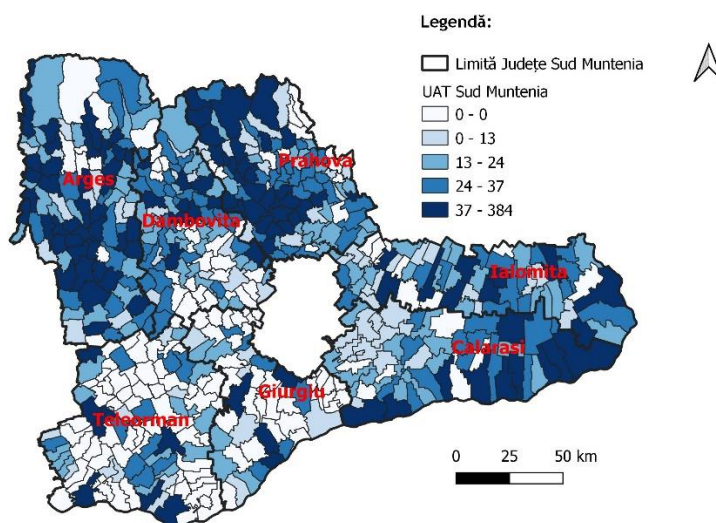 Legendă:
Limită Județe Sud Muntenia
UAT Sud Muntenia
0 - 0
0 - 13
13 - 24
24 - 37
37 - 384
Prahova
Arges
Dambovita
Ialomita
Calarasi
Giurgiu
Teleorman
0 25 50 km